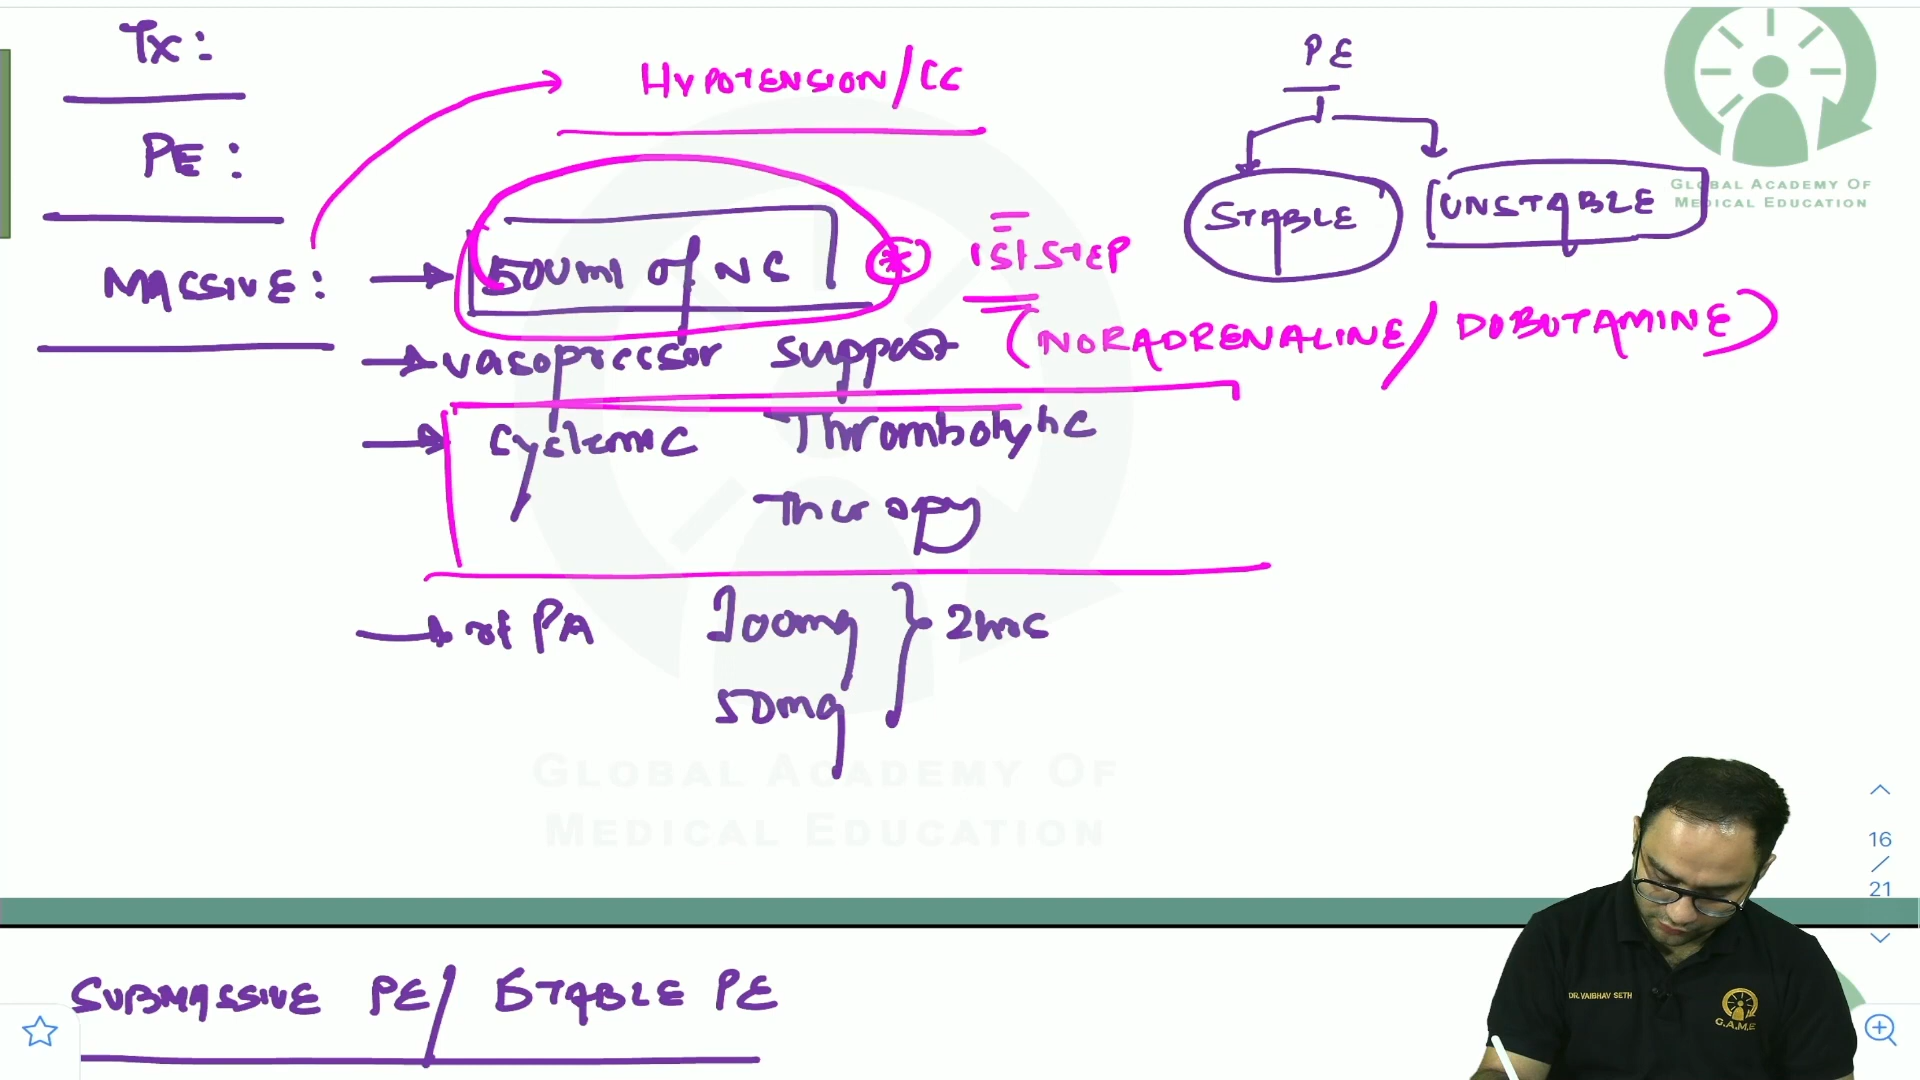 Tx:
PE:
HYPOTENSION/CS
PE
STABLE
UNSTABLE
GLOBAL ACADEMY OF
MEDICAL EDUCATION
MASSIVE:
500ml of NS
1st STEP
vasopressor support
(NORADRENALINE/DOBUTAMINE)
systemic Thrombolytic
Therapy
rt PA 100mg
50mg
2hrs
GLOBAL ACADEMY OF
MEDICAL EDUCATION
16
/
21
SUBMASSIVE PE/STABLE PE
DR.VAIBHAV SETH
G.A.M.E